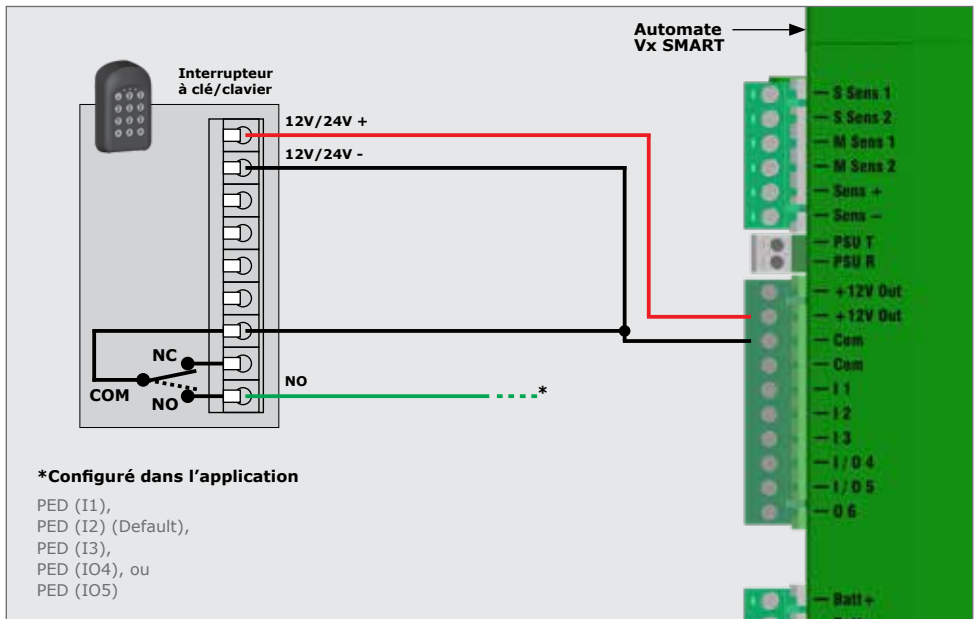 Automate
Vx SMART
Interrupteur
à clé/clavier
12V/24V +
12V/24V -
NC
COM
NO
NO
*
S Sens 1
S Sens 2
M Sens 1
M Sens 2
Sens +
Sens –
PSU T
PSU R
+12V Out
+12V Out
Com
Com
I 1
I 2
I 3
I / O 4
I / O 5
O 6
Batt+
*Configuré dans l'application
PED (I1),
PED (I2) (Default),
PED (I3),
PED (IO4), ou
PED (IO5)